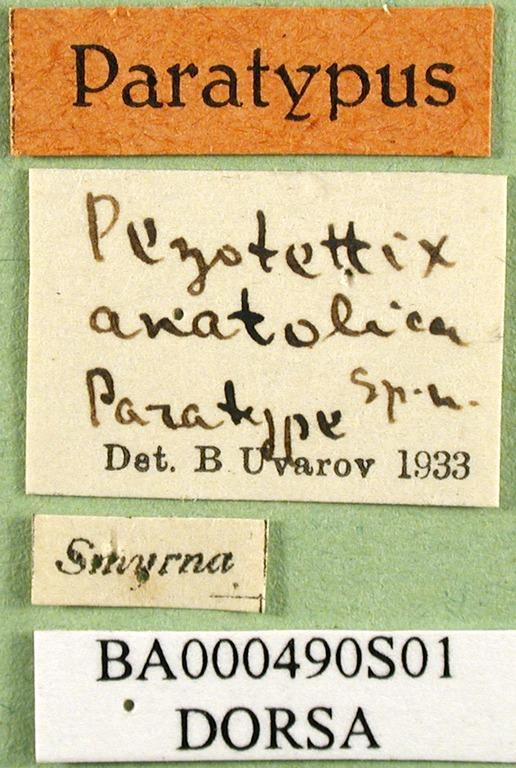 Paratypus
Pezotettix
anatolica
Paratype sp.n.
Det. B Uvarov 1933
Smyrna
BA000490S01
DORSA